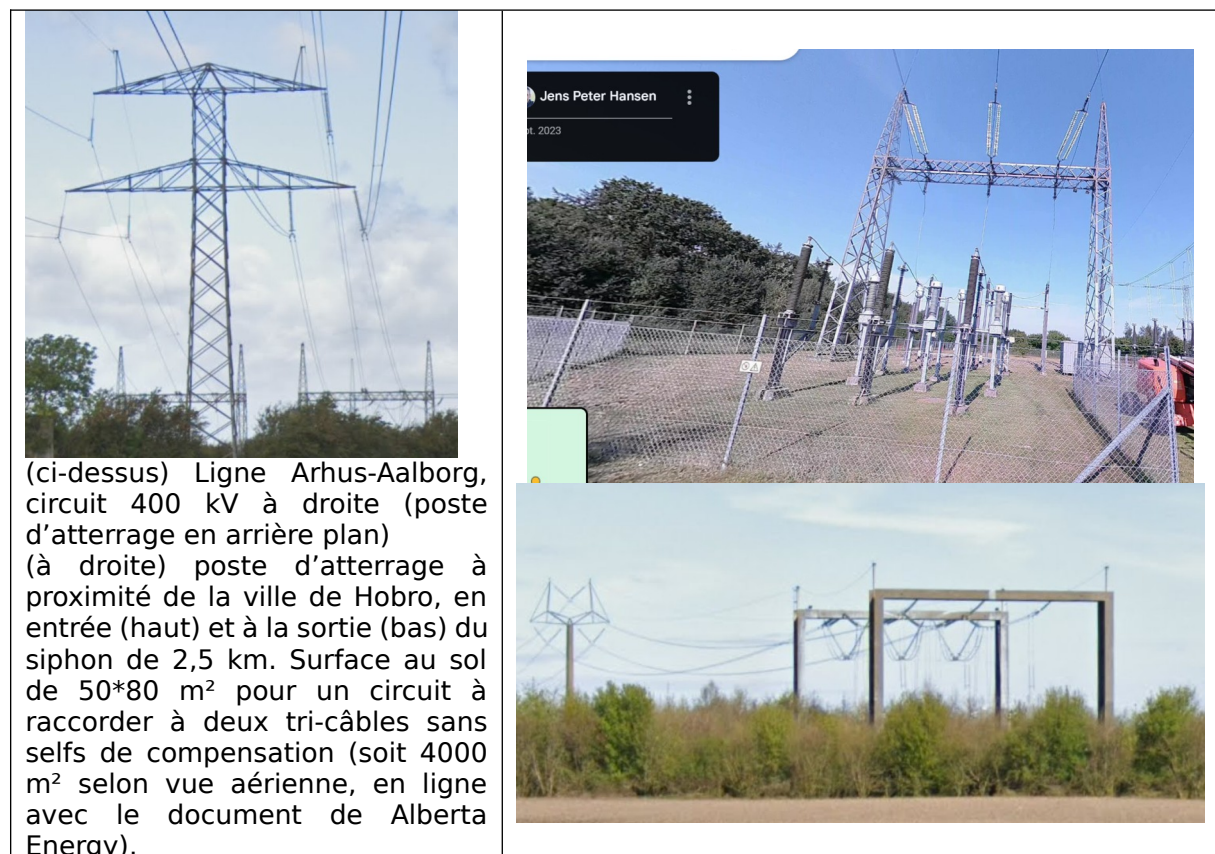 (ci-dessus) Ligne Arhus-Aalborg,
circuit 400 kV à droite (poste
d’atterrage en arrière plan)
(à droite) poste d’atterrage à
proximité de la ville de Hobro, en
entrée (haut) et à la sortie (bas) du
siphon de 2,5 km. Surface au sol
de 50*80 m² pour un circuit à
raccorder à deux tri-câbles sans
selfs de compensation (soit 4000
m² selon vue aérienne, en ligne
avec le document de Alberta
Energy).
Jens Peter Hansen
pt. 2023